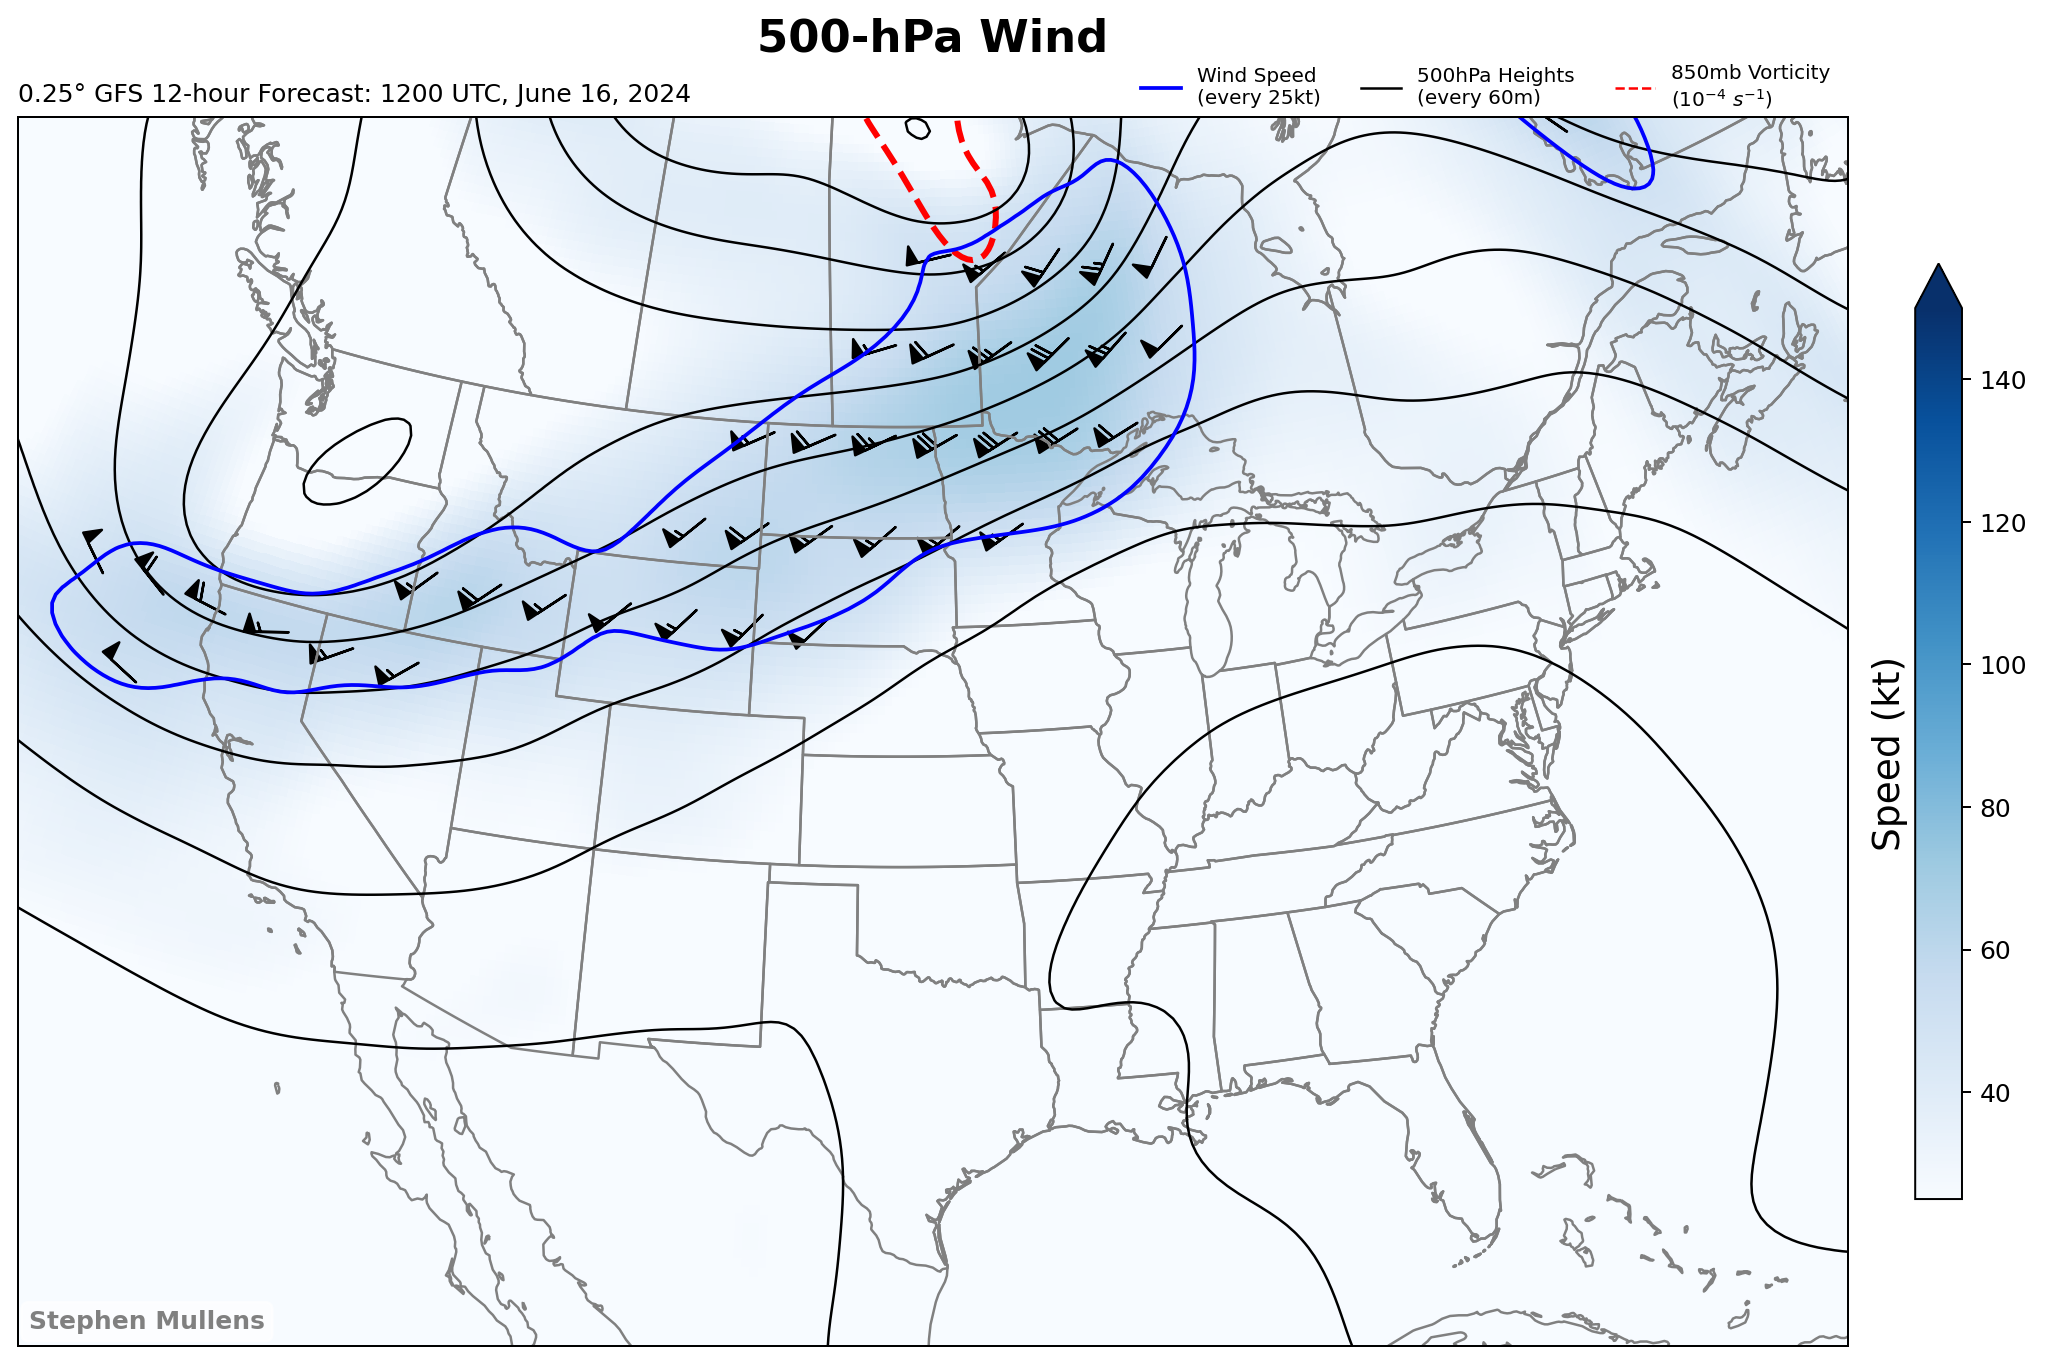 500-hPa Wind
0.25° GFS 12-hour Forecast: 1200 UTC, June 16, 2024
Wind Speed
(every 25kt)
500hPa Heights
(every 60m)
850mb Vorticity
(10⁻⁴ s⁻¹)
140
120
100
80
60
40
Speed (kt)
Stephen Mullens